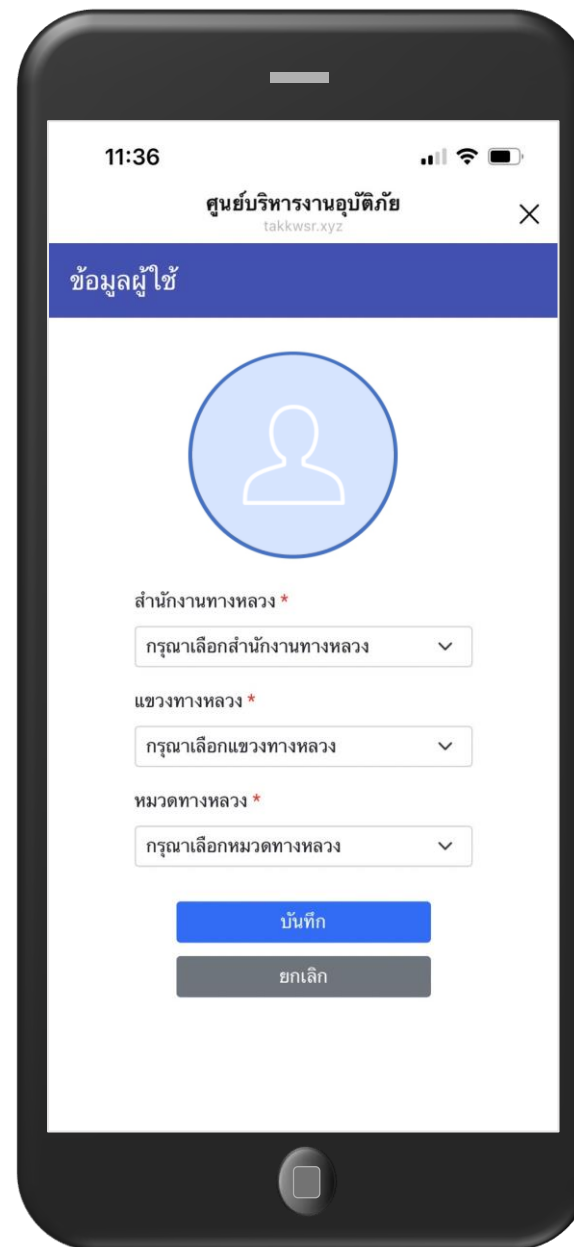 11:36
ศูนย์บริหารงานอุบัติภัย
takkwsr.xyz
ข้อมูลผู้ใช้
สำนักงานทางหลวง *
กรุณาเลือกสำนักงานทางหลวง
แขวงทางหลวง *
กรุณาเลือกแขวงทางหลวง
หมวดทางหลวง *
กรุณาเลือกหมวดทางหลวง
บันทึก
ยกเลิก